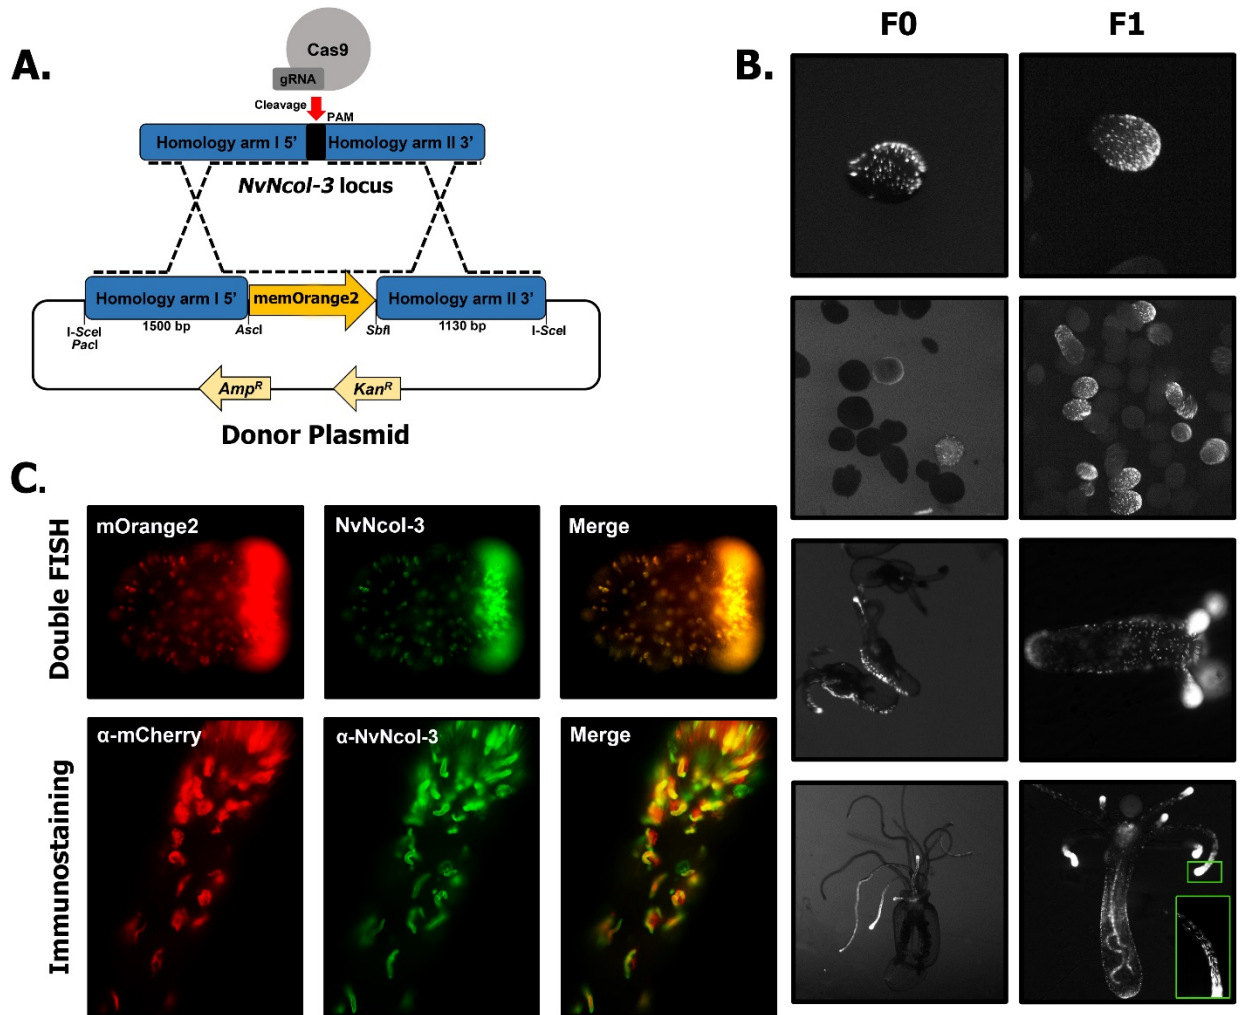 A.
Cas9
gRNA
Cleavage
PAM
Homology arm I 5’ Homology arm II 3’
NvNcol-3 locus
Homology arm I 5’ memOrange2 Homology arm II 3’
I-SceI 1500 bp AscI SbfI 1130 bp I-SceI
PacI
AmpR KanR
Donor Plasmid
B.
F0 F1
C.
Double FISH
mOrange2 NvNcol-3 Merge
Immunostaining
α-mCherry α-NvNcol-3 Merge